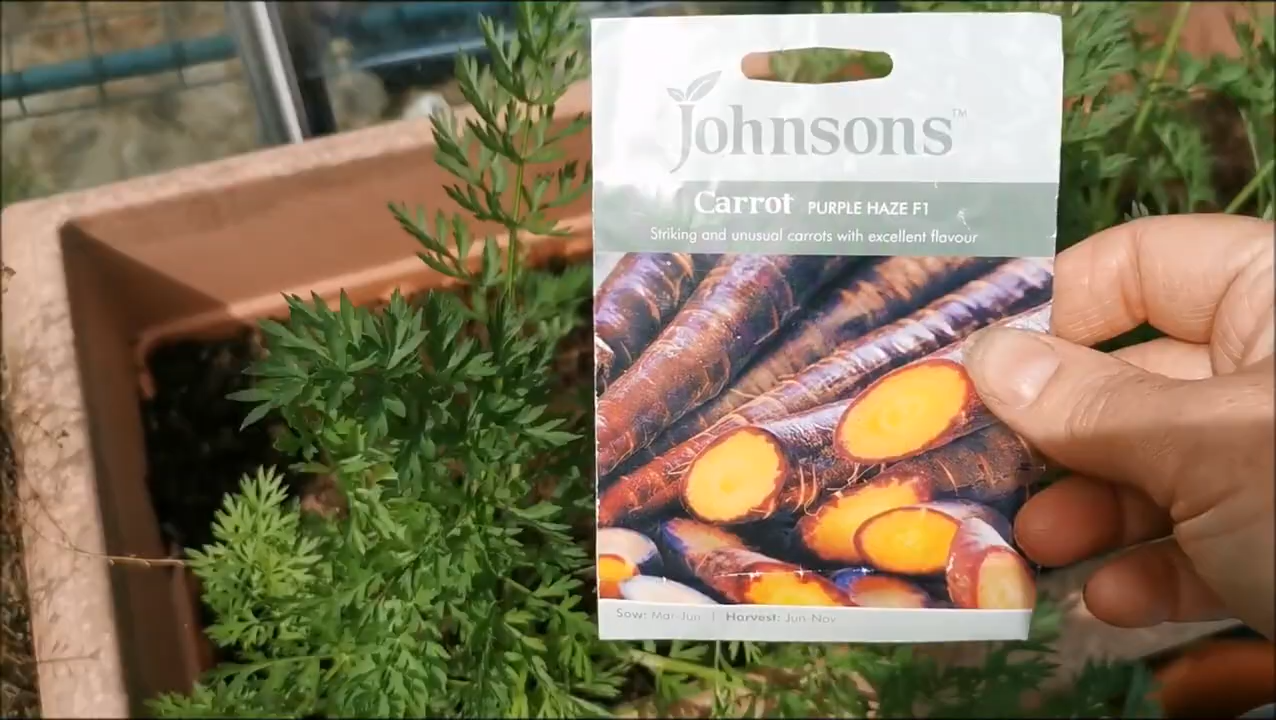 Johnsons™
Carrot PURPLE HAZE F1
Striking and unusual carrots with excellent flavour
Sow: Mar-Jun | Harvest: Jun-Nov